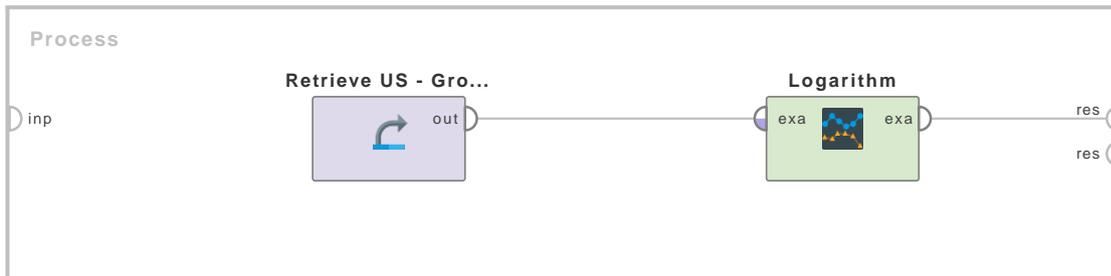 Process
Retrieve US - Gro...
Logarithm
inp
out
exa
exa
res
res